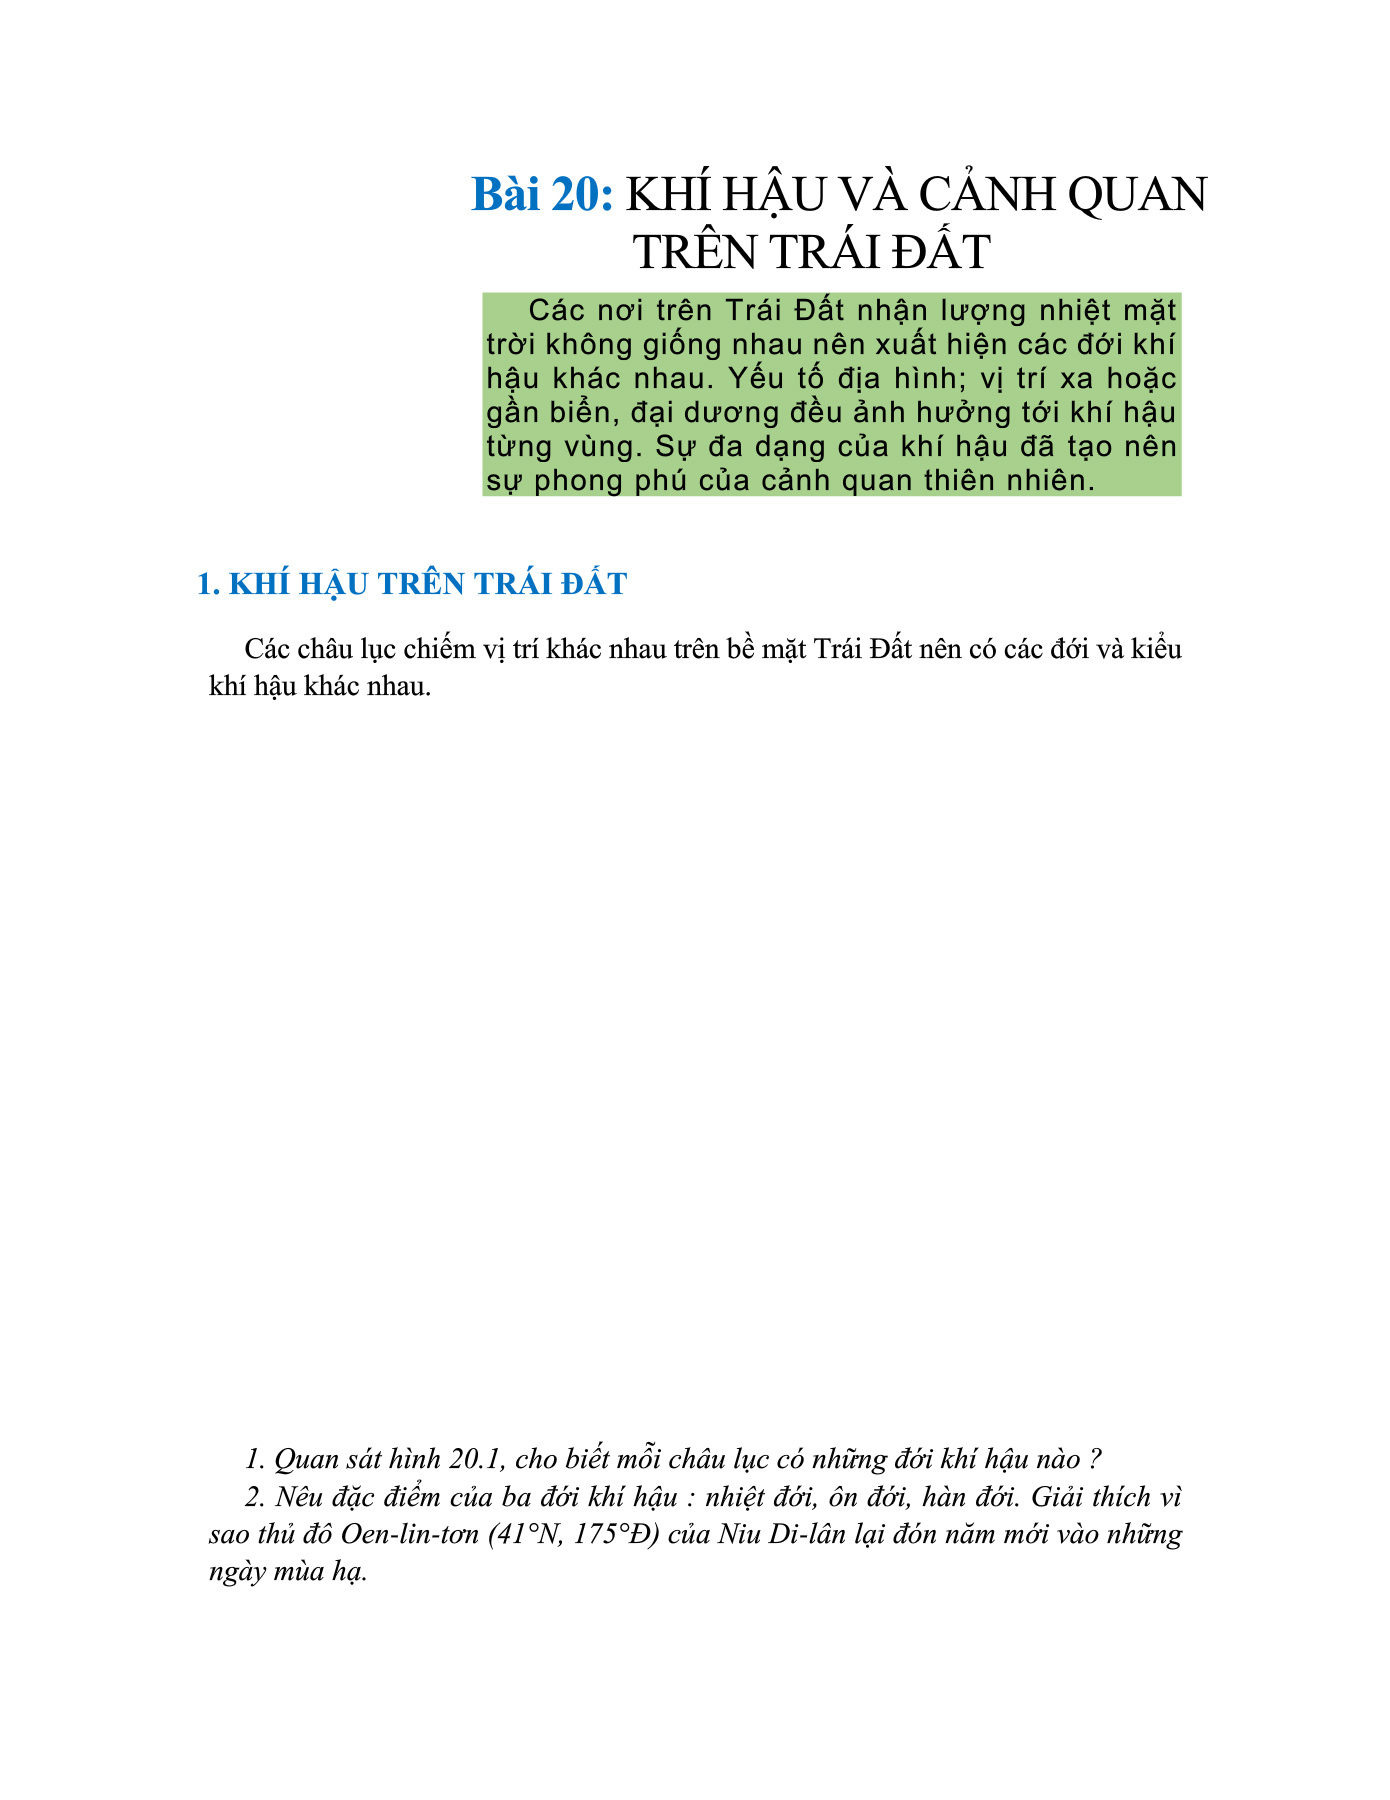 Bài 20: KHÍ HẬU VÀ CẢNH QUAN
TRÊN TRÁI ĐẤT
Các nơi trên Trái Đất nhận lượng nhiệt mặt
trời không giống nhau nên xuất hiện các đới khí
hậu khác nhau. Yếu tố địa hình; vị trí xa hoặc
gần biển, đại dương đều ảnh hưởng tới khí hậu
từng vùng. Sự đa dạng của khí hậu đã tạo nên
sự phong phú của cảnh quan thiên nhiên.
1. KHÍ HẬU TRÊN TRÁI ĐẤT
Các châu lục chiếm vị trí khác nhau trên bề mặt Trái Đất nên có các đới và kiểu
khí hậu khác nhau.
1. Quan sát hình 20.1, cho biết mỗi châu lục có những đới khí hậu nào ?
2. Nêu đặc điểm của ba đới khí hậu : nhiệt đới, ôn đới, hàn đới. Giải thích vì
sao thủ đô Oen-lin-tơn (41°N, 175°Đ) của Niu Di-lân lại đón năm mới vào những
ngày mùa hạ.